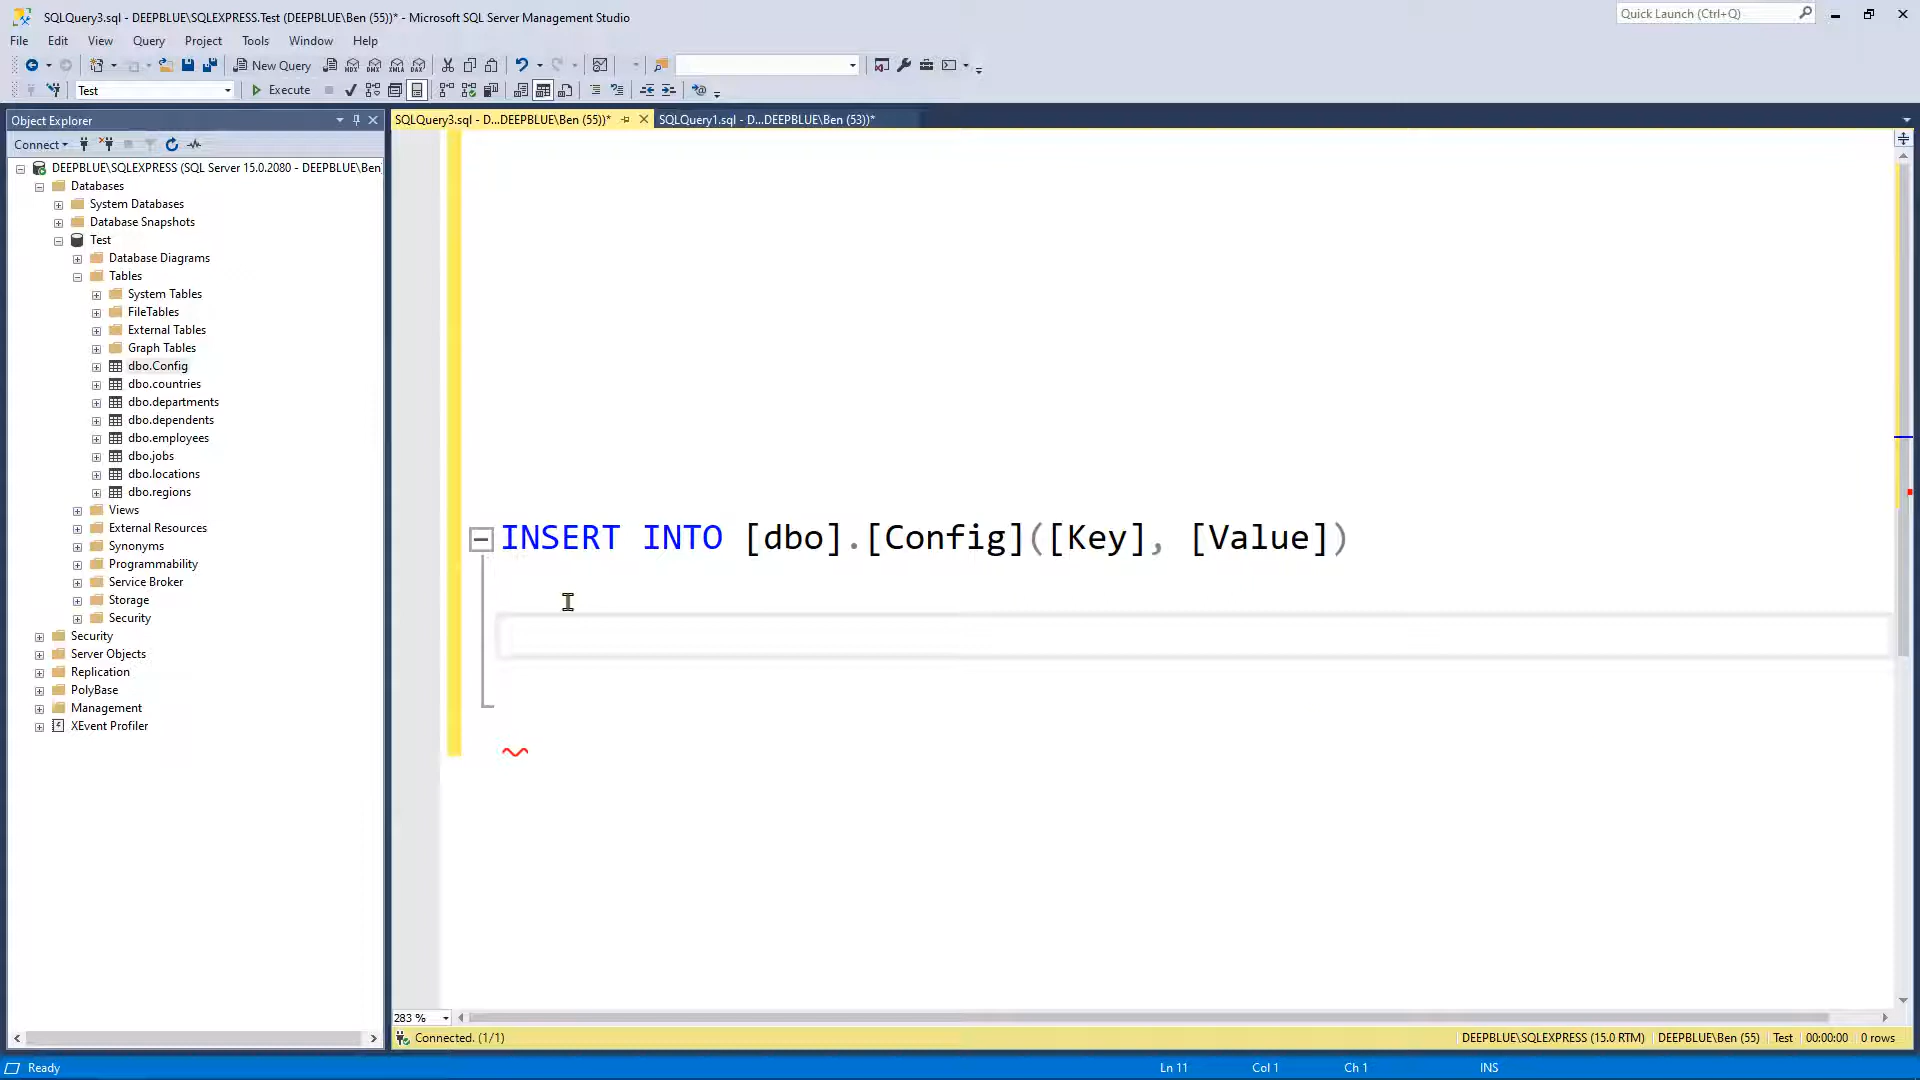 SQLQuery3.sql - DEEPBLUE\SQLEXPRESS.Test (DEEPBLUE\Ben (55))* - Microsoft SQL Server Management Studio
Quick Launch (Ctrl+Q)
File Edit View Query Project Tools Window Help
New Query
Test Execute
Object Explorer
SQLQuery3.sql - D...DEEPBLUE\Ben (55))* SQLQuery1.sql - D...DEEPBLUE\Ben (53))*
Connect
DEEPBLUE\SQLEXPRESS (SQL Server 15.0.2080 - DEEPBLUE\Ben
Databases
System Databases
Database Snapshots
Test
Database Diagrams
Tables
System Tables
FileTables
External Tables
Graph Tables
dbo.Config
dbo.countries
dbo.departments
dbo.dependents
dbo.employees
dbo.jobs
dbo.locations
dbo.regions
Views
External Resources
Synonyms
Programmability
Service Broker
Storage
Security
Security
Server Objects
Replication
PolyBase
Management
XEvent Profiler
INSERT INTO [dbo].[Config]([Key], [Value])
283 %
Connected. (1/1) DEEPBLUE\SQLEXPRESS (15.0 RTM) DEEPBLUE\Ben (55) Test 00:00:00 0 rows
Ready Ln 11 Col 1 Ch 1 INS